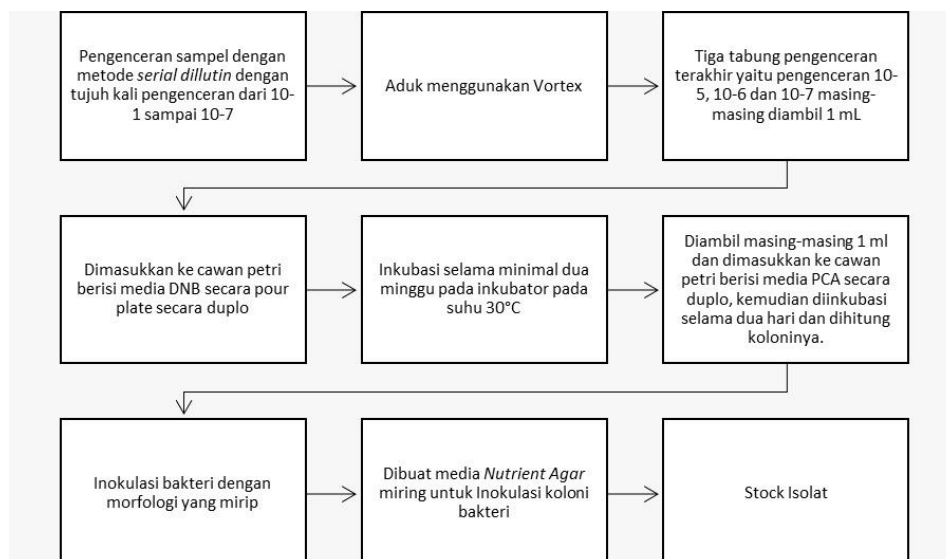 Pengenceran sampel dengan
metode serial dillutin dengan
tujuh kali pengenceran dari 10-
1 sampai 10-7
Aduk menggunakan Vortex
Tiga tabung pengenceran
terakhir yaitu pengenceran 10-
5, 10-6 dan 10-7 masing-
masing diambil 1 mL
Dimasukkan ke cawan petri
berisi media DNB secara pour
plate secara duplo
Inkubasi selama minimal dua
minggu pada inkubator pada
suhu 30°C
Diambil masing-masing 1 ml
dan dimasukkan ke cawan
petri berisi media PCA secara
duplo, kemudian diinkubasi
selama dua hari dan dihitung
koloninya.
Inokulasi bakteri dengan
morfologi yang mirip
Dibuat media Nutrient Agar
miring untuk Inokulasi koloni
bakteri
Stock Isolat